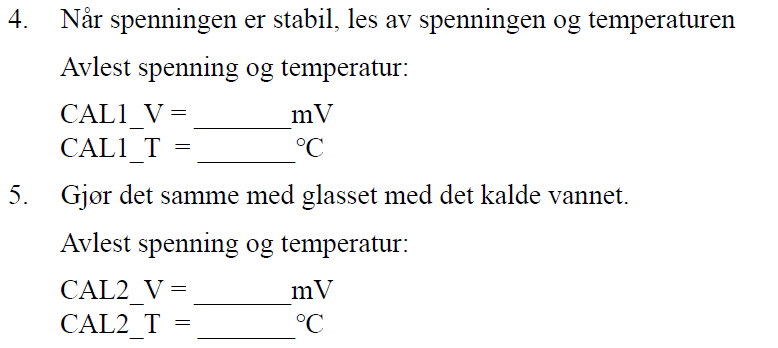 4. Når spenningen er stabil, les av spenningen og temperaturen
Avlest spenning og temperatur:
CAL1_V = _______mV
CAL1_T = _______°C
5. Gjør det samme med glasset med det kalde vannet.
Avlest spenning og temperatur:
CAL2_V = _______mV
CAL2_T = _______°C